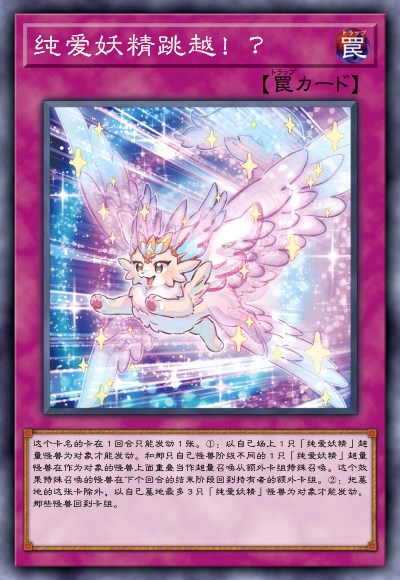 纯爱妖精跳越！？
罠
トラップ
【罠カード】
トラップ
这个卡名的卡在1回合只能发动1张。①：以自己场上1只「纯爱妖精」超
量怪兽为对象才能发动。和那只自己怪兽阶级不同的1只「纯爱妖精」超量
怪兽在作为对象的怪兽上面重叠当作超量召唤从额外卡组特殊召唤。这个效
果特殊召唤的怪兽在下个回合的结束阶段回到持有者的额外卡组。②：把墓
地的这张卡除外，以自己墓地最多3只「纯爱妖精」怪兽为对象才能发动。
那些怪兽回到卡组。